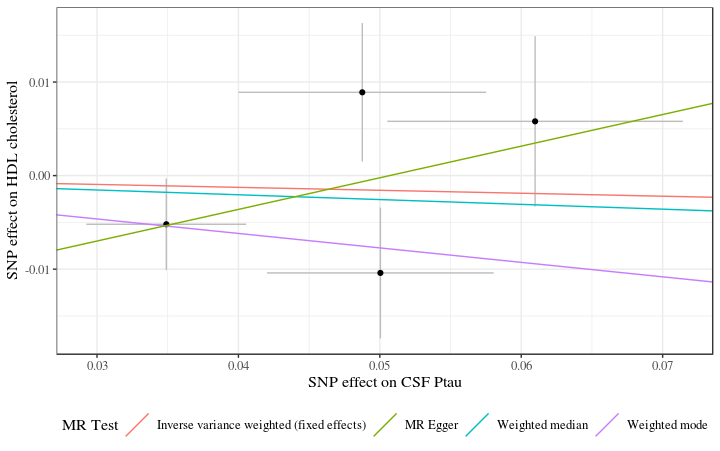 SNP effect on HDL cholesterol
0.01
0.00
-0.01
0.03 0.04 0.05 0.06 0.07
SNP effect on CSF Ptau
MR Test Inverse variance weighted (fixed effects) MR Egger Weighted median Weighted mode